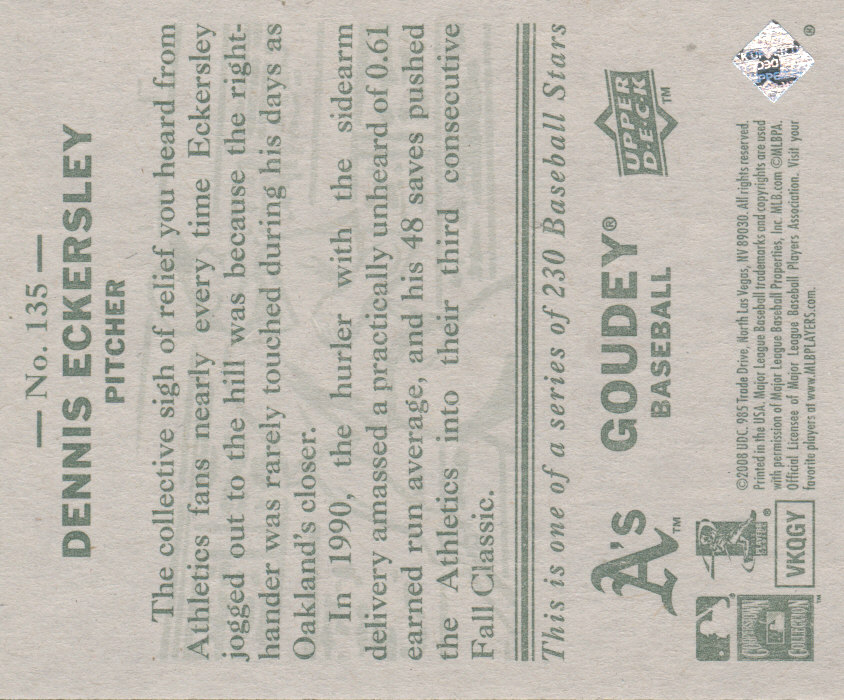 — No. 135 —
DENNIS ECKERSLEY
PITCHER
The collective sigh of relief you heard from
Athletics fans nearly every time Eckersley
jogged out to the hill was because the right-
hander was rarely touched during his days as
Oakland's closer.
In 1990, the hurler with the sidearm
delivery amassed a practically unheard of 0.61
earned run average, and his 48 saves pushed
the Athletics into their third consecutive
Fall Classic.
This is one of a series of 230 Baseball Stars
A's™
GOUDEY®
BASEBALL
UPPER
DECK™
COOPERSTOWN
COLLECTION™
PLAYER
VKQGY
©2008 UDC. 985 Trade Drive, North Las Vegas, NV 89030. All rights reserved.
Printed in the USA. Major League Baseball trademarks and copyrights are used
with permission of Major League Baseball Properties, Inc. MLB.com ©MLBPA.
Official Licensee of Major League Baseball Players Association. Visit your
favorite players at www.MLBPLAYERS.com.